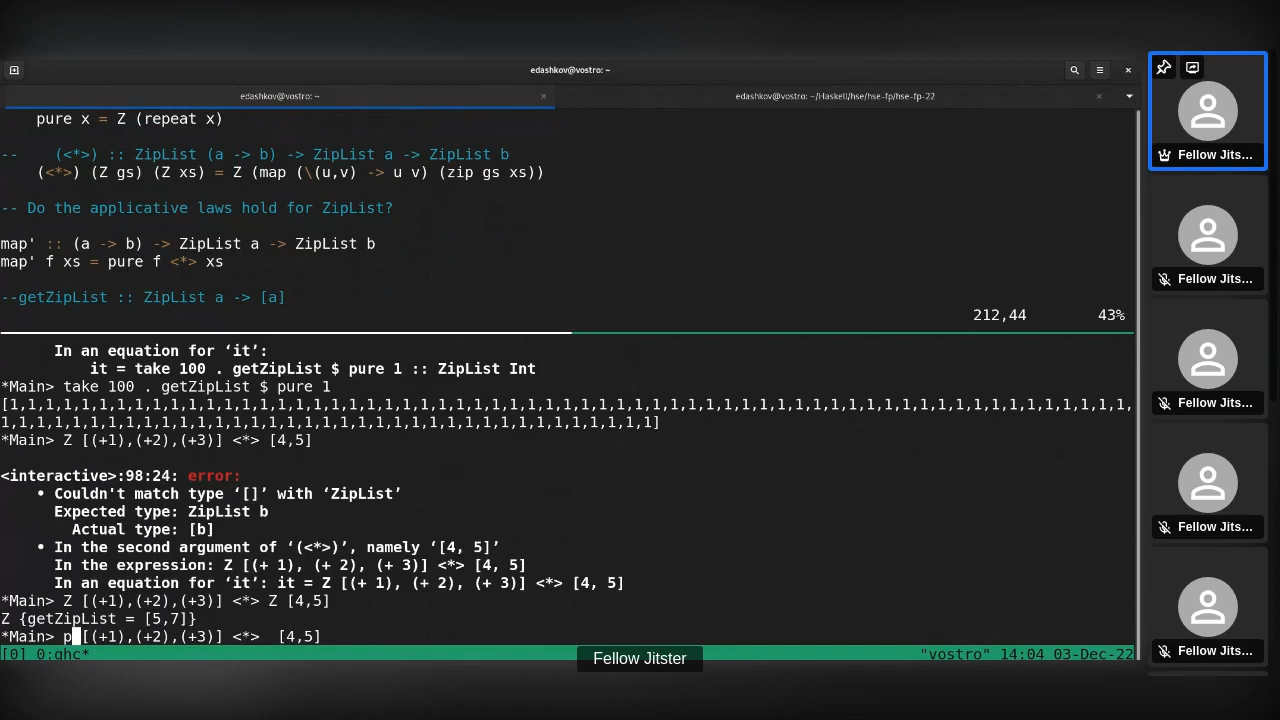 edashkov@vostro: ~
edashkov@vostro: ~
edashkov@vostro: ~/Haskell/hse/hse-fp/hse-fp-22
pure x = Z (repeat x)
--    (<*>) :: ZipList (a -> b) -> ZipList a -> ZipList b
(<*>) (Z gs) (Z xs) = Z (map (\(u,v) -> u v) (zip gs xs))
-- Do the applicative laws hold for ZipList?
map' :: (a -> b) -> ZipList a -> ZipList b
map' f xs = pure f <*> xs
--getZipList :: ZipList a -> [a]
212,44 43%
In an equation for ‘it’:
it = take 100 . getZipList $ pure 1 :: ZipList Int
*Main> take 100 . getZipList $ pure 1
[1,1,1,1,1,1,1,1,1,1,1,1,1,1,1,1,1,1,1,1,1,1,1,1,1,1,1,1,1,1,1,1,1,1,1,1,1,1,1,1,1,1,1,1,1,1,1,1,1,1,1,1,1,1,1,1,1,1,1,1,1,1,1,
1,1,1,1,1,1,1,1,1,1,1,1,1,1,1,1,1,1,1,1,1,1,1,1,1,1,1,1,1,1,1,1,1,1,1,1,1]
*Main> Z [(+1),(+2),(+3)] <*> [4,5]
<interactive>:98:24: error:
• Couldn't match type ‘[]’ with ‘ZipList’
Expected type: ZipList b
Actual type: [b]
• In the second argument of ‘(<*>)’, namely ‘[4, 5]’
In the expression: Z [(+ 1), (+ 2), (+ 3)] <*> [4, 5]
In an equation for ‘it’: it = Z [(+ 1), (+ 2), (+ 3)] <*> [4, 5]
*Main> Z [(+1),(+2),(+3)] <*> Z [4,5]
Z {getZipList = [5,7]}
*Main> p [(+1),(+2),(+3)] <*>  [4,5]
[0] 0:ghc* "vostro" 14:04 03-Dec-22
Fellow Jitster
Fellow Jits...
Fellow Jits...
Fellow Jits...
Fellow Jits...
Fellow Jits...